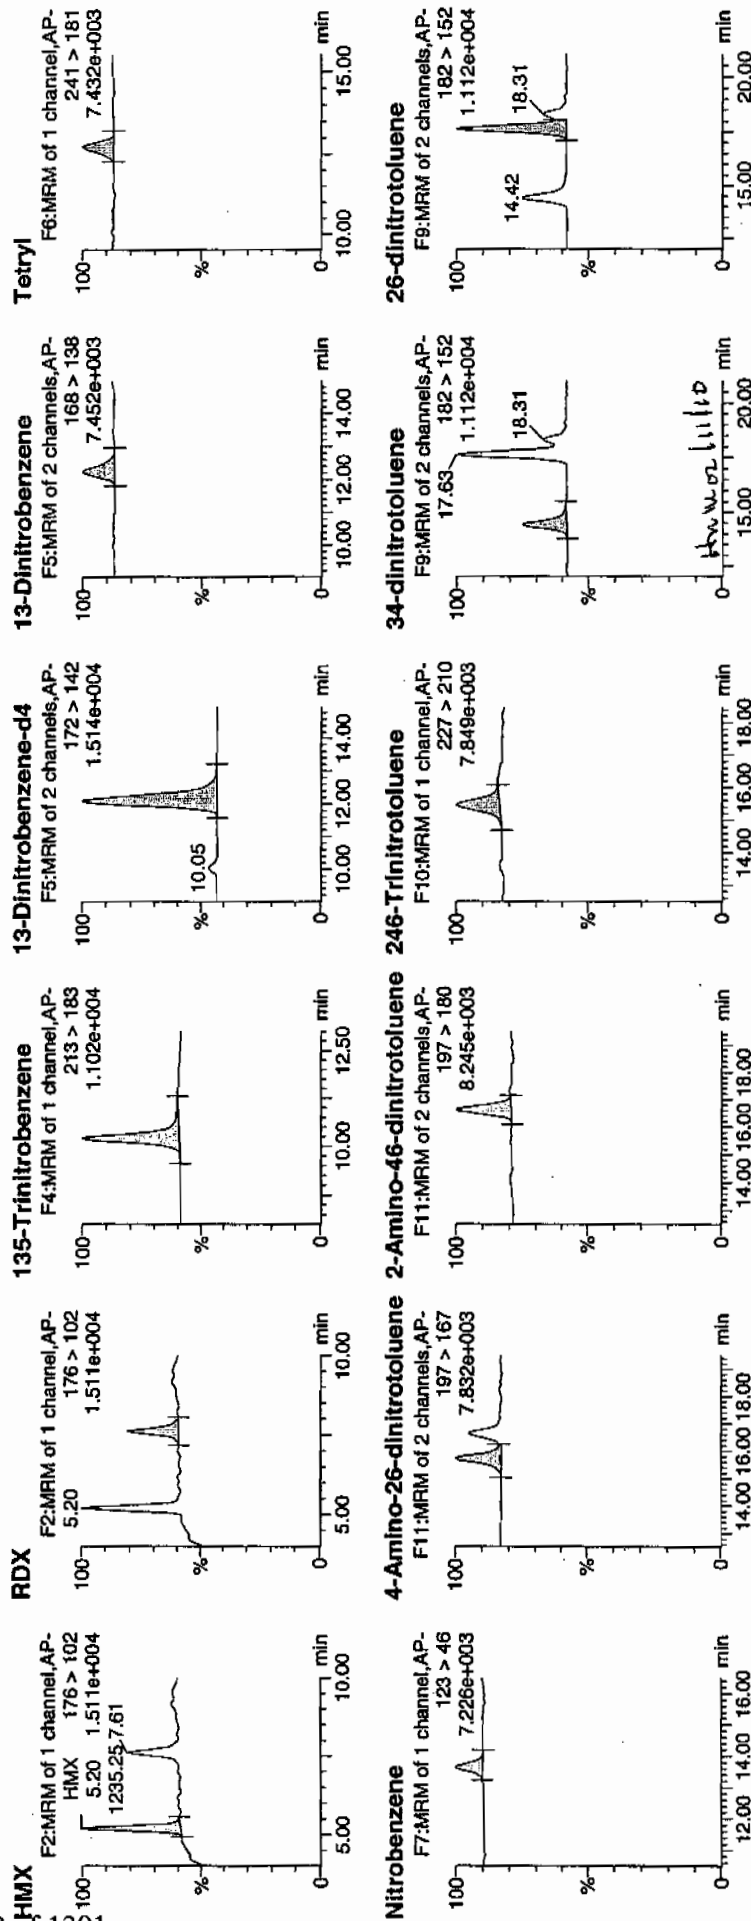 HMX
F2:MRM of 1 channel,AP-
176 > 102
1.511e+004
HMX
5.20
1235.25
7.61
100
%
0
5.00
10.00
min
RDX
F2:MRM of 1 channel,AP-
176 > 102
1.511e+004
5.20
100
%
0
5.00
10.00
min
135-Trinitrobenzene
F4:MRM of 1 channel,AP-
213 > 183
1.102e+004
100
%
0
10.00
12.50
min
13-Dinitrobenzene-d4
F5:MRM of 2 channels,AP-
172 > 142
1.514e+004
10.05
100
%
0
10.00
12.00
14.00
min
13-Dinitrobenzene
F5:MRM of 2 channels,AP-
168 > 138
7.452e+003
100
%
0
10.00
12.00
14.00
min
Tetryl
F6:MRM of 1 channel,AP-
241 > 181
7.432e+003
100
%
0
10.00
15.00
min
Nitrobenzene
F7:MRM of 1 channel,AP-
123 > 46
7.226e+003
100
%
0
12.00
14.00
16.00
min
4-Amino-26-dinitrotoluene
F11:MRM of 2 channels,AP-
197 > 167
7.832e+003
100
%
0
14.00
16.00
18.00
min
2-Amino-46-dinitrotoluene
F11:MRM of 2 channels,AP-
197 > 180
8.245e+003
100
%
0
14.00
16.00
18.00
min
246-Trinitrotoluene
F10:MRM of 1 channel,AP-
227 > 210
7.849e+003
100
%
0
14.00
16.00
18.00
min
34-dinitrotoluene
F9:MRM of 2 channels,AP-
182 > 152
1.112e+004
17.63
18.31
100
%
0
15.00
20.00
min
26-dinitrotoluene
F9:MRM of 2 channels,AP-
182 > 152
1.112e+004
14.42
18.31
100
%
0
15.00
20.00
min